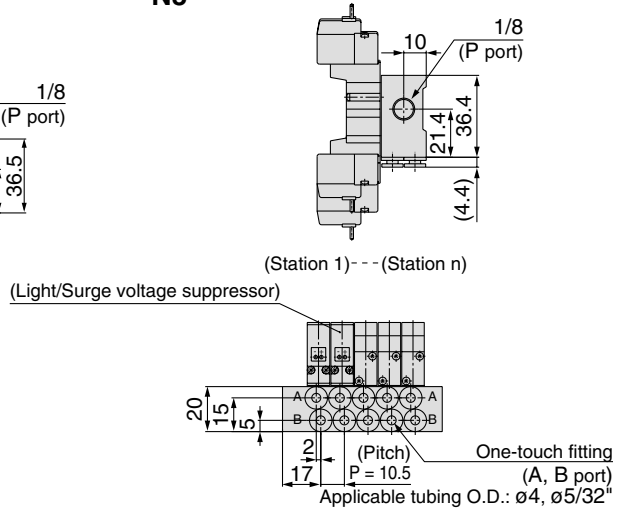 1/8
(P port)
36.5
10
1/8
(P port)
21.4
36.4
(4.4)
(Station 1)---(Station n)
(Light/Surge voltage suppressor)
A A
B B
20
15
5
2
17
(Pitch)
P = 10.5
One-touch fitting
(A, B port)
Applicable tubing O.D.: ø4, ø5/32"